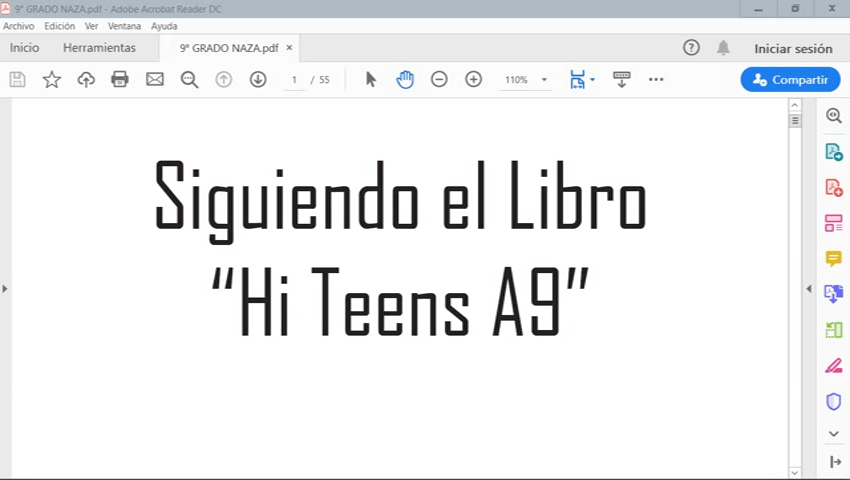 9° GRADO NAZA.pdf - Adobe Acrobat Reader DC
Archivo Edición Ver Ventana Ayuda
Inicio Herramientas 9° GRADO NAZA.pdf × Iniciar sesión
1 / 55 110% Compartir
Siguiendo el Libro
“Hi Teens A9”